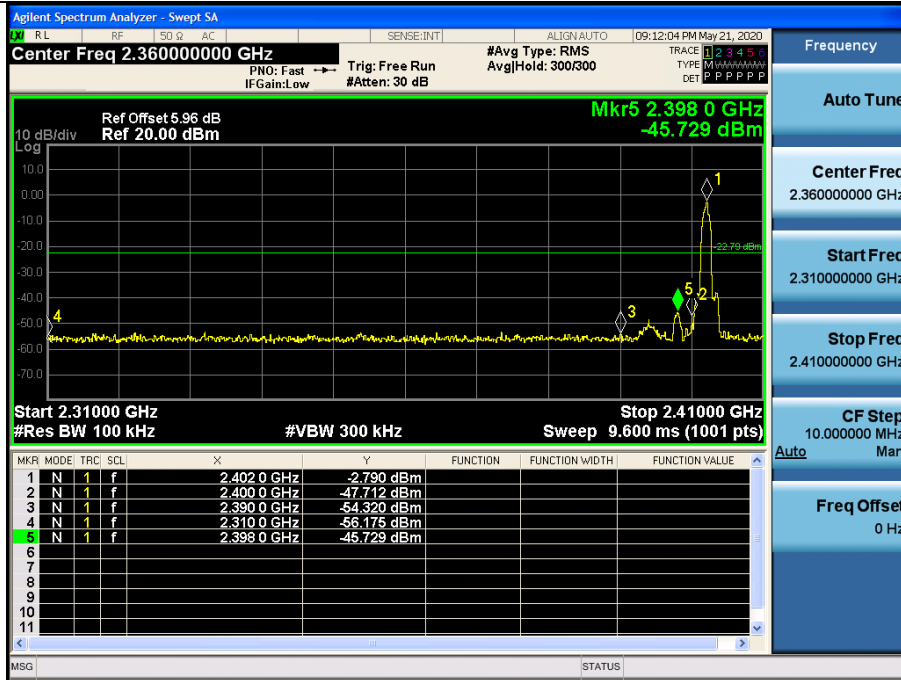 Agilent Spectrum Analyzer - Swept SA
LXI RL RF 50 Ω AC SENSE:INT ALIGN AUTO 09:12:04 PM May 21, 2020
Center Freq 2.360000000 GHz
PNO: Fast
IFGain:Low
Trig: Free Run
#Atten: 30 dB
#Avg Type: RMS
Avg|Hold: 300/300
TRACE 1 2 3 4 5 6
TYPE M W W W W W
DET P P P P P P
Mkr5 2.398 0 GHz
-45.729 dBm
Ref Offset 5.96 dB
10 dB/div Ref 20.00 dBm
Log
10.0
0.00
-10.0
-20.0
-30.0
-40.0
-50.0
-60.0
-70.0
1
-22.79 dBm
5 2
3
4
Start 2.31000 GHz Stop 2.41000 GHz
#Res BW 100 kHz #VBW 300 kHz Sweep 9.600 ms (1001 pts)
MKR MODE TRC SCL X Y FUNCTION FUNCTION WIDTH FUNCTION VALUE
1 N 1 f 2.402 0 GHz -2.790 dBm
2 N 1 f 2.400 0 GHz -47.712 dBm
3 N 1 f 2.390 0 GHz -54.320 dBm
4 N 1 f 2.310 0 GHz -56.175 dBm
5 N 1 f 2.398 0 GHz -45.729 dBm
6
7
8
9
10
11
MSG STATUS
Frequency
Auto Tune
Center Freq
2.360000000 GHz
Start Freq
2.310000000 GHz
Stop Freq
2.410000000 GHz
CF Step
10.000000 MHz
Auto Man
Freq Offset
0 Hz